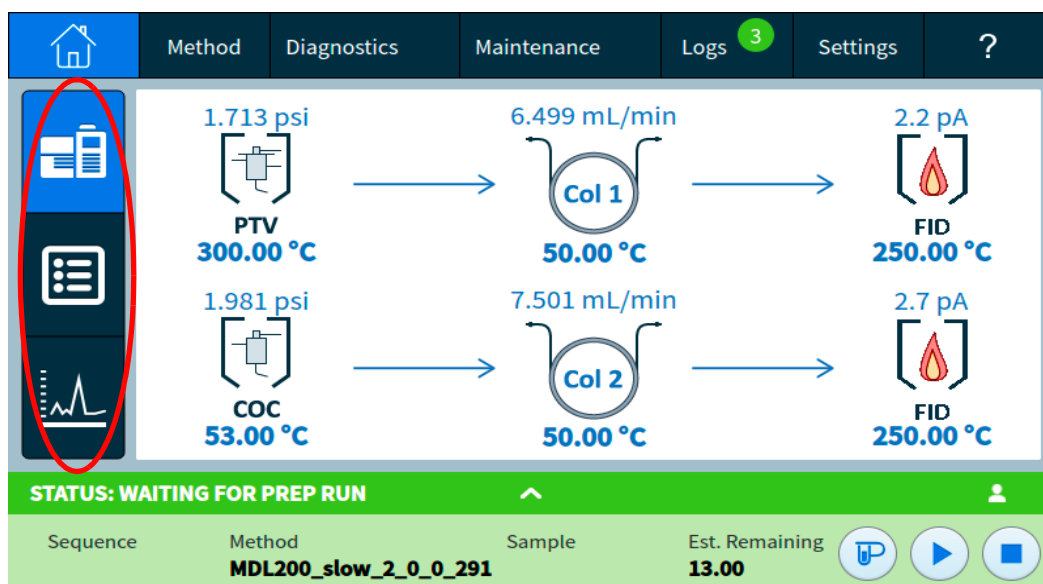 Method Diagnostics Maintenance Logs 3 Settings ?
1.713 psi 6.499 mL/min 2.2 pA
Col 1
PTV FID
300.00 °C 50.00 °C 250.00 °C
1.981 psi 7.501 mL/min 2.7 pA
Col 2
COC FID
53.00 °C 50.00 °C 250.00 °C
STATUS: WAITING FOR PREP RUN
Sequence Method Sample Est. Remaining
MDL200_slow_2_0_0_291 13.00